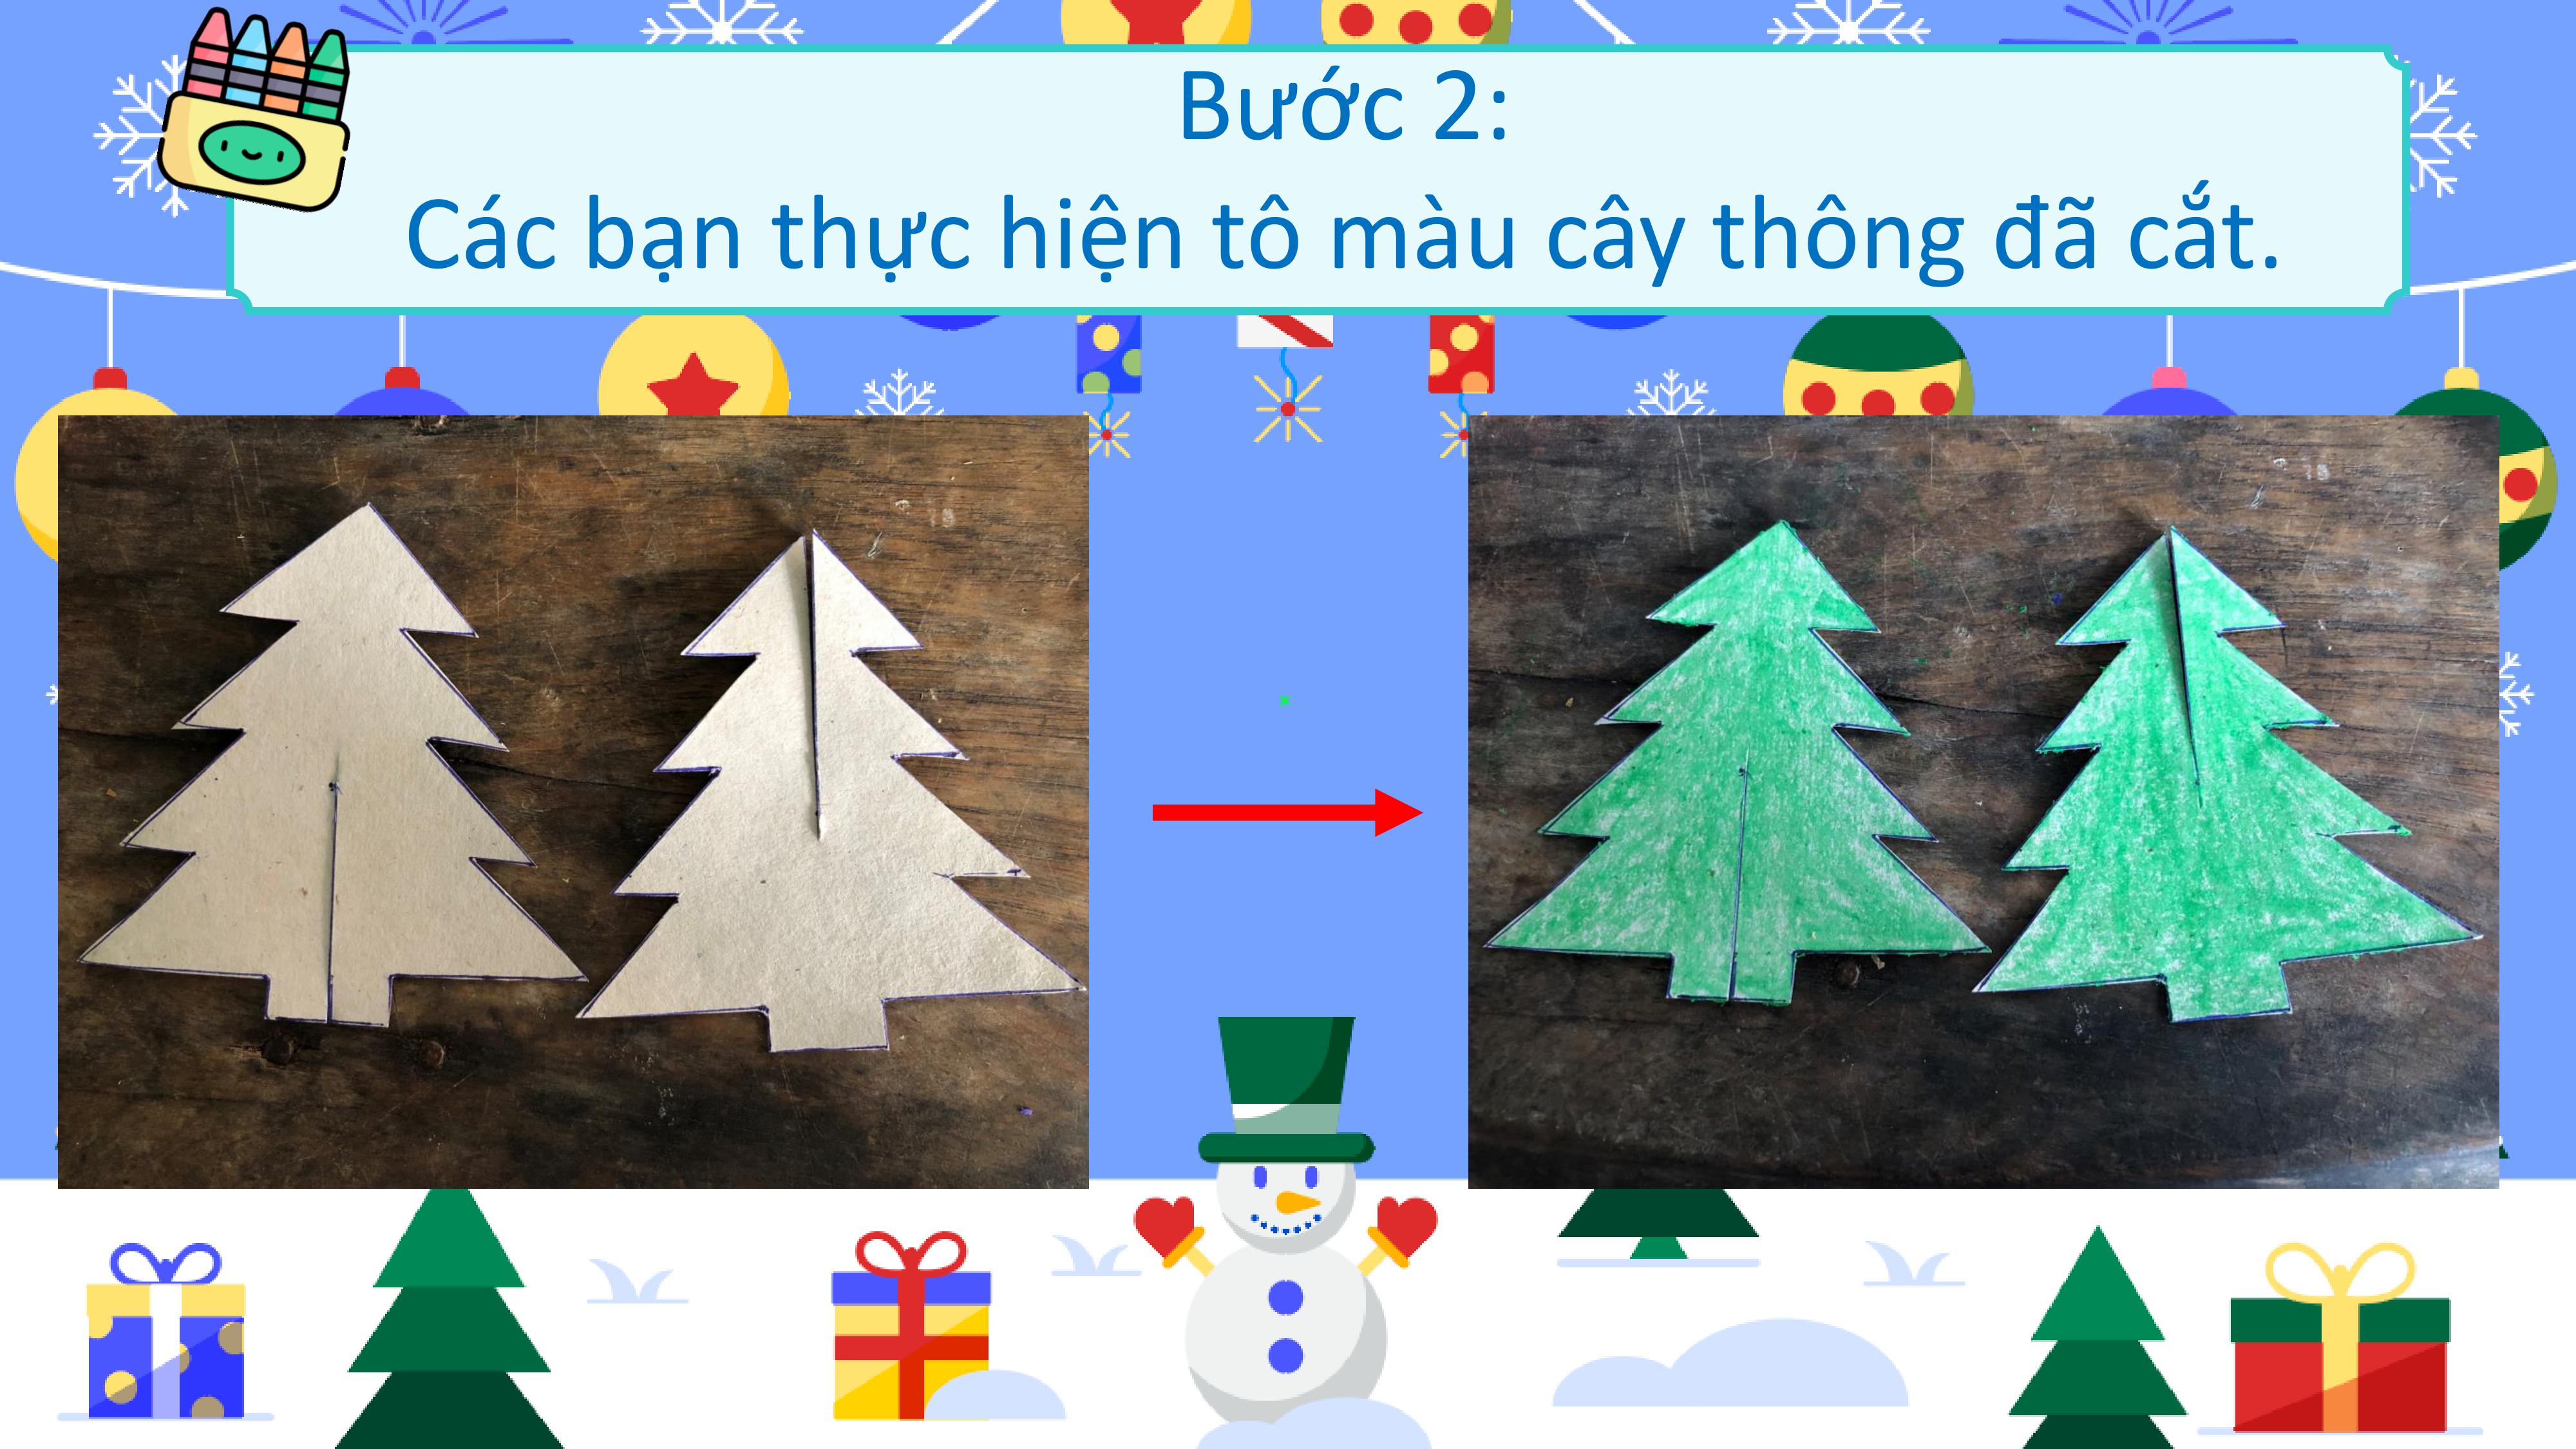 Bước 2:
Các bạn thực hiện tô màu cây thông đã cắt.